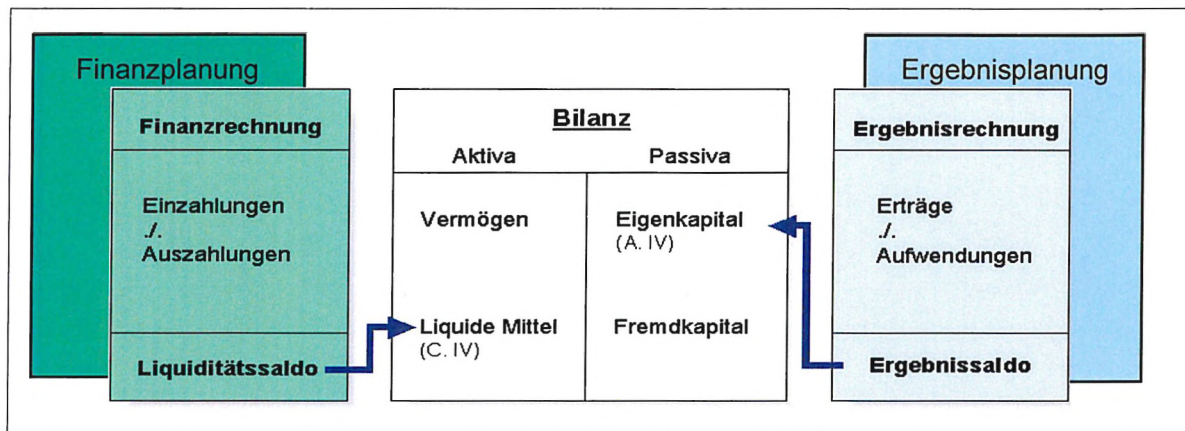 Finanzplanung
Finanzrechnung
Einzahlungen
./.
Auszahlungen
Liquiditätssaldo
Bilanz
Aktiva
Passiva
Vermögen
Eigenkapital
(A. IV)
Liquide Mittel
(C. IV)
Fremdkapital
Ergebnisplanung
Ergebnisrechnung
Erträge
./.
Aufwendungen
Ergebnissaldo